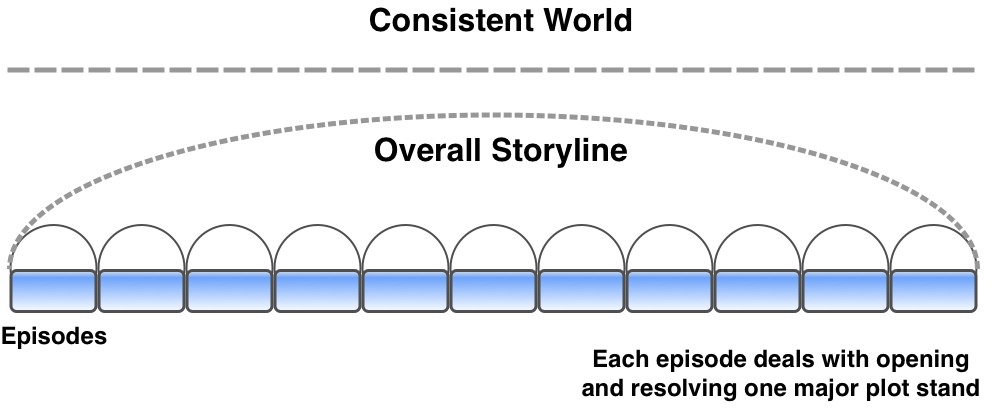 Consistent World
Overall Storyline
Episodes
Each episode deals with opening
and resolving one major plot stand